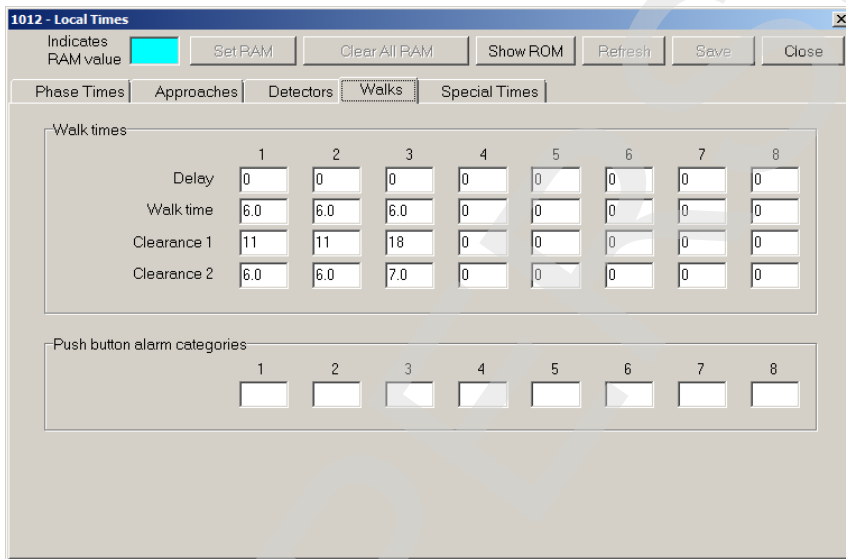 1012 - Local Times
Indicates RAM value Set RAM Clear All RAM Show ROM Refresh Save Close
Phase Times Approaches Detectors Walks Special Times
Walk times
1 2 3 4 5 6 7 8
Delay 0 0 0 0 0 0 0 0
Walk time 6.0 6.0 6.0 0 0 0 0 0
Clearance 1 11 11 18 0 0 0 0 0
Clearance 2 6.0 6.0 7.0 0 0 0 0 0
Push button alarm categories
1 2 3 4 5 6 7 8